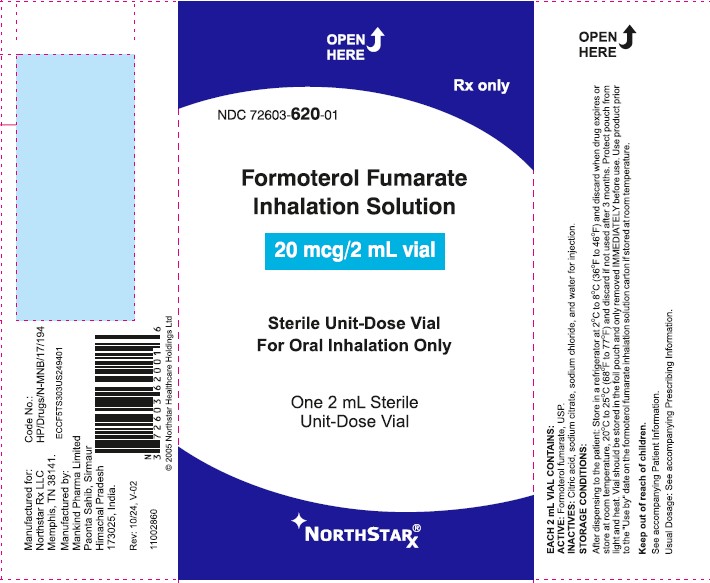 OPEN
HERE
Rx only
NDC 72603-620-01
Formoterol Fumarate
Inhalation Solution
20 mcg/2 mL vial
Sterile Unit-Dose Vial
For Oral Inhalation Only
One 2 mL Sterile
Unit-Dose Vial
NORTHSTAR®
Manufactured for:
Northstar Rx LLC
Memphis, TN 38141.
Manufactured by:
Mankind Pharma Limited
Paonta Sahib, Sirmaur
Himachal Pradesh
173025, India.
Rev: 10/24, V-02
11002860
Code No.:
HP/Drugs/N-MNB/17/194
ECCF5TS303US249401
N
3 72603 62001 6
© 2005 Northstar Healthcare Holdings Ltd
OPEN
HERE
EACH 2 mL VIAL CONTAINS:
ACTIVE: Formoterol fumarate, USP.
INACTIVES: Citric acid, sodium citrate, sodium chloride, and water for injection.
STORAGE CONDITIONS:
After dispensing to the patient: Store in a refrigerator at 2°C to 8°C (36°F to 46°F) and discard when drug expires or
store at room temperature, 20°C to 25°C (68°F to 77°F) and discard if not used after 3 months. Protect pouch from
light and heat. Vial should be stored in the foil pouch and only removed IMMEDIATELY before use. Use product prior
to the "Use by" date on the formoterol fumarate inhalation solution carton if stored at room temperature.
Keep out of reach of children.
See accompanying Patient Information.
Usual Dosage: See accompanying Prescribing Information.